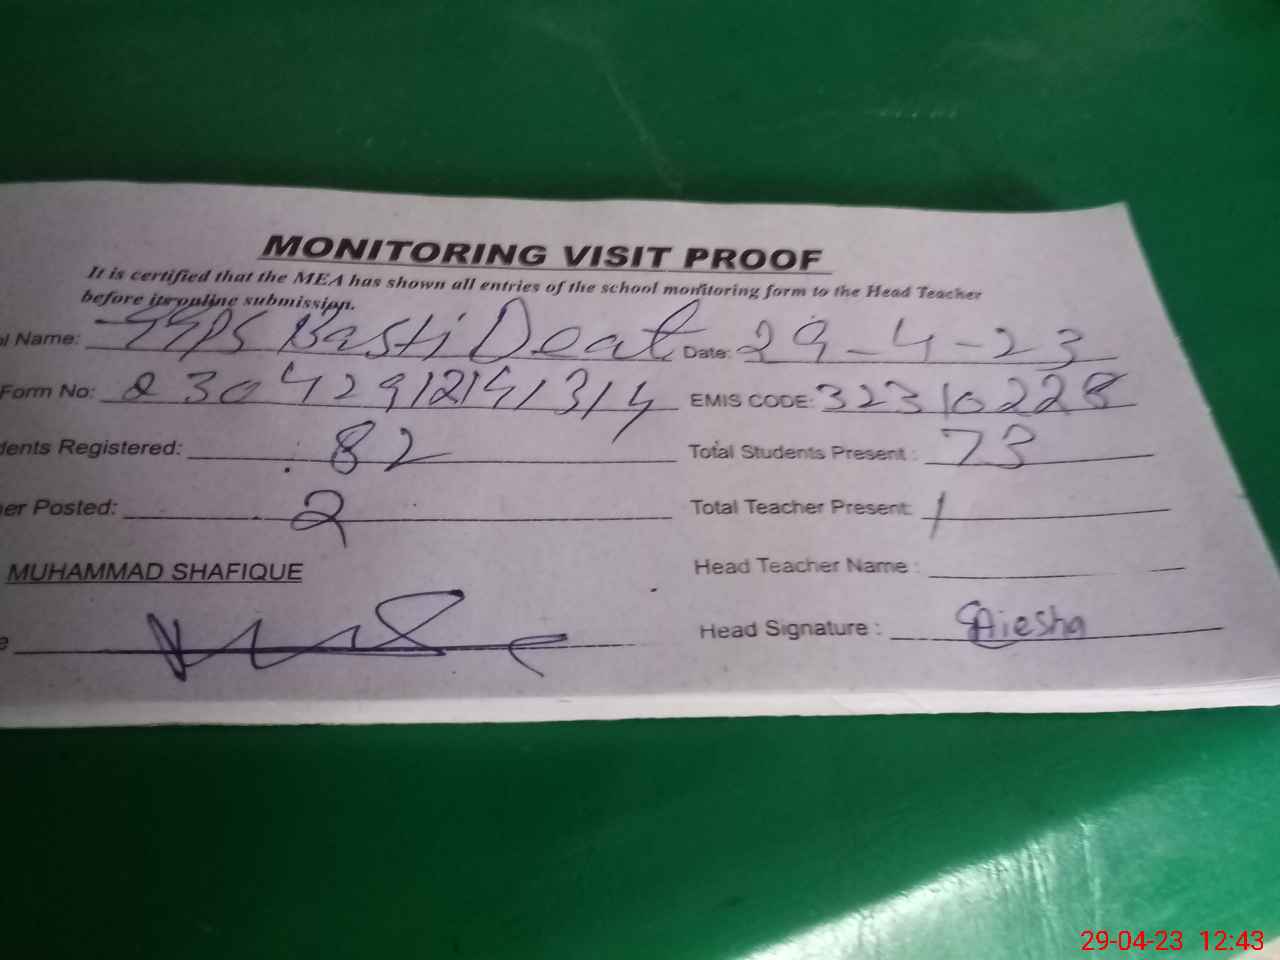 MONITORING VISIT PROOF
It is certified that the MEA has shown all entries of the school monitoring form to the Head Teacher
before its online submission.
l Name: GGPS Basti Deat Date: 29-4-23
Form No: 23042912141314 EMIS CODE: 32310228
dents Registered: 82 Total Students Present : 73
er Posted: 2 Total Teacher Present: 1
MUHAMMAD SHAFIQUE Head Teacher Name :
e Head Signature : Aiesha
29-04-23 12:43